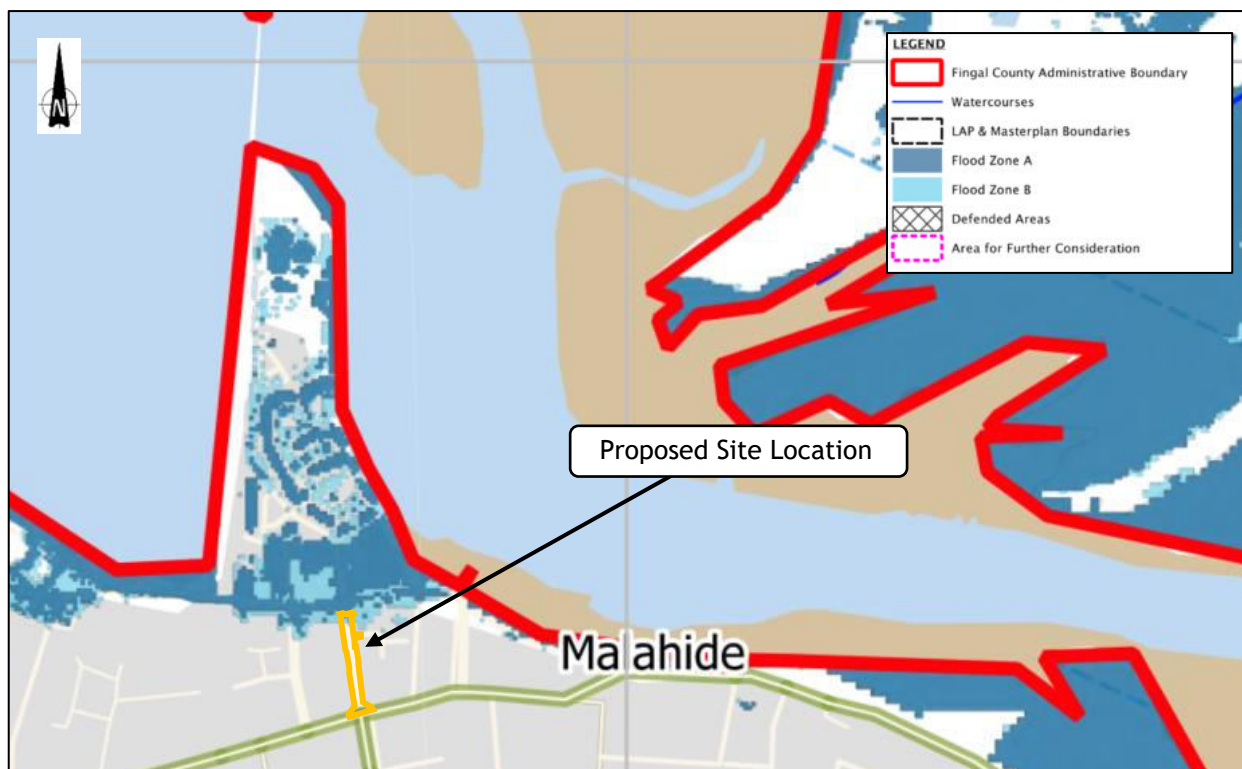 N
LEGEND
Fingal County Administrative Boundary
Watercourses
LAP & Masterplan Boundaries
Flood Zone A
Flood Zone B
Defended Areas
Area for Further Consideration
Proposed Site Location
Malahide